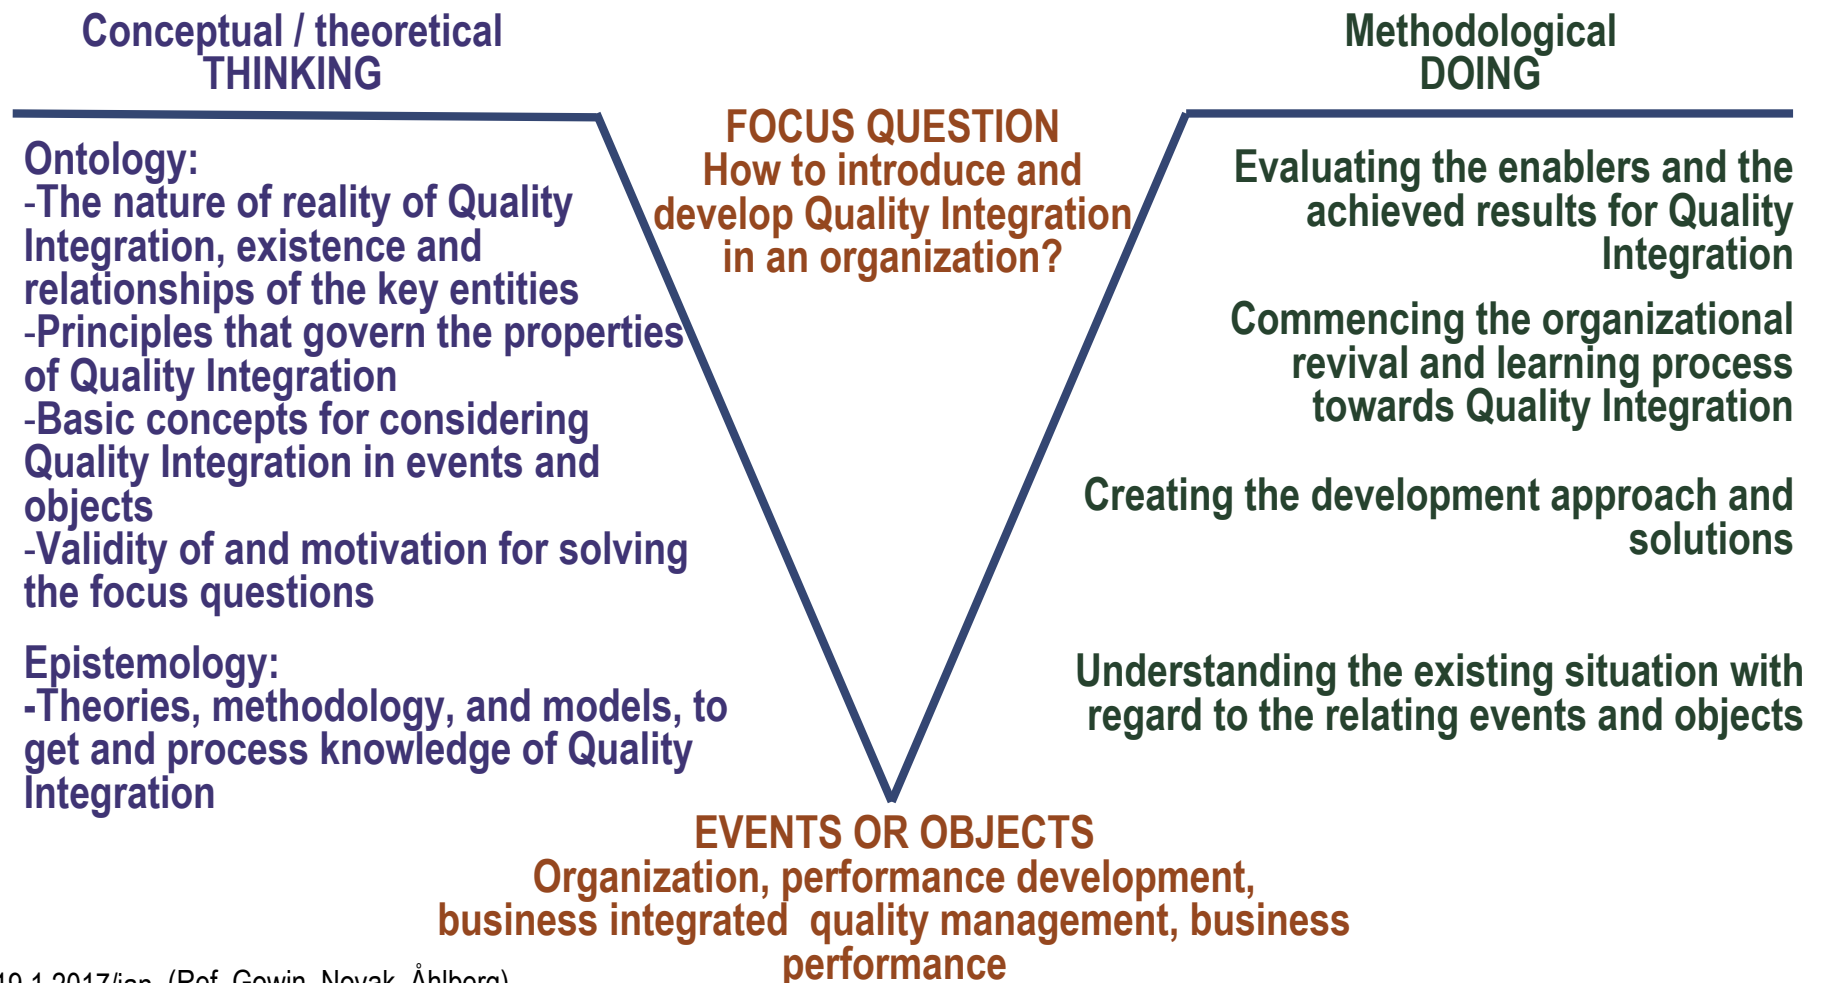 Conceptual / theoretical
THINKING
Methodological
DOING
FOCUS QUESTION
How to introduce and
develop Quality Integration
in an organization?
Ontology:
-The nature of reality of Quality
Integration, existence and
relationships of the key entities
-Principles that govern the properties
of Quality Integration
-Basic concepts for considering
Quality Integration in events and
objects
-Validity of and motivation for solving
the focus questions
Epistemology:
-Theories, methodology, and models, to
get and process knowledge of Quality
Integration
Evaluating the enablers and the
achieved results for Quality
Integration
Commencing the organizational
revival and learning process
towards Quality Integration
Creating the development approach and
solutions
Understanding the existing situation with
regard to the relating events and objects
EVENTS OR OBJECTS
Organization, performance development,
business integrated  quality management, business
performance
19.1.2017/jan (Ref. Gowin, Novak, Åhlberg)